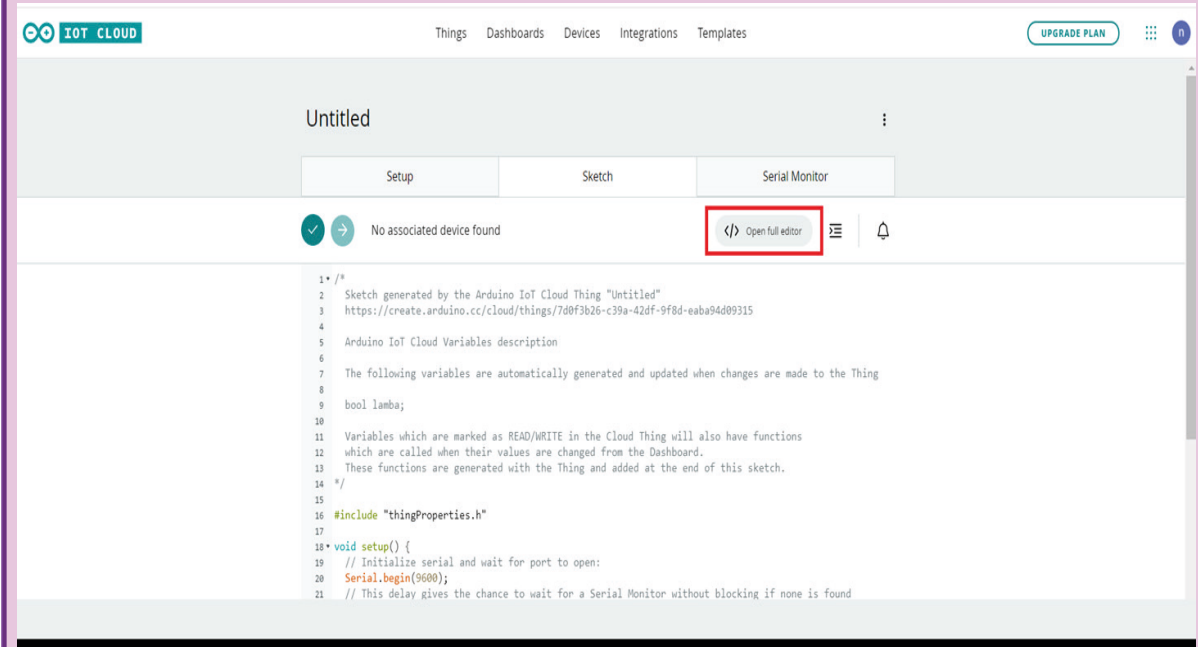 IOT CLOUD
Things Dashboards Devices Integrations Templates
UPGRADE PLAN
n
Untitled
Setup Sketch Serial Monitor
No associated device found
</> Open full editor
1 /*
2 Sketch generated by the Arduino IoT Cloud Thing "Untitled"
3 https://create.arduino.cc/cloud/things/7d0f3b26-c39a-42df-9f8d-eaba94d09315
4
5 Arduino IoT Cloud Variables description
6
7 The following variables are automatically generated and updated when changes are made to the Thing
8
9 bool lamba;
10
11 Variables which are marked as READ/WRITE in the Cloud Thing will also have functions
12 which are called when their values are changed from the Dashboard.
13 These functions are generated with the Thing and added at the end of this sketch.
14 */
15
16 #include "thingProperties.h"
17
18 void setup() {
19 // Initialize serial and wait for port to open:
20 Serial.begin(9600);
21 // This delay gives the chance to wait for a Serial Monitor without blocking if none is found